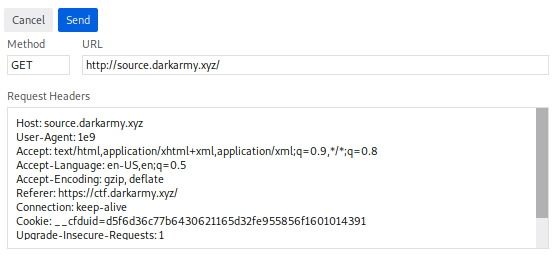 Cancel Send
Method URL
GET http://source.darkarmy.xyz/
Request Headers
Host: source.darkarmy.xyz
User-Agent: 1e9
Accept: text/html,application/xhtml+xml,application/xml;q=0.9,*/*;q=0.8
Accept-Language: en-US,en;q=0.5
Accept-Encoding: gzip, deflate
Referer: https://ctf.darkarmy.xyz/
Connection: keep-alive
Cookie: __cfduid=d5f6d36c77b6430621165d32fe955856f1601014391
Upgrade-Insecure-Requests: 1